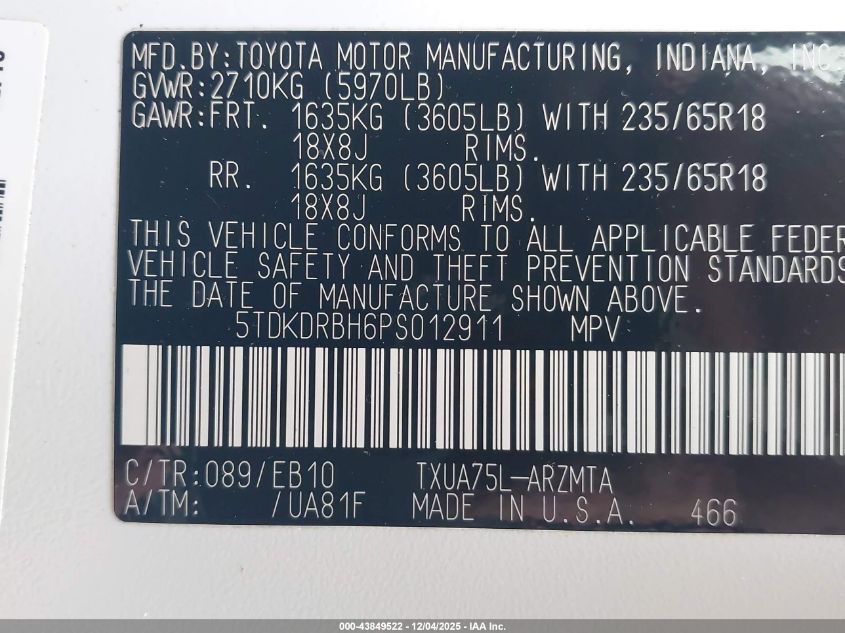 MFD.BY:TOYOTA MOTOR MANUFACTURING, INDIANA, INC.
GVWR:2710KG (5970LB)
GAWR:FRT. 1635KG (3605LB) WITH 235/65R18
18X8J RIMS.
RR. 1635KG (3605LB) WITH 235/65R18
18X8J RIMS.
THIS VEHICLE CONFORMS TO ALL APPLICABLE FEDER
VEHICLE SAFETY AND THEFT PREVENTION STANDARDS
THE DATE OF MANUFACTURE SHOWN ABOVE.
5TDKDRBH6PS012911 MPV
C/TR:089/EB10 TXUA75L-ARZMTA
A/TM: /UA81F MADE IN U.S.A. 466
000-43849522 - 12/04/2025 - IAA Inc.